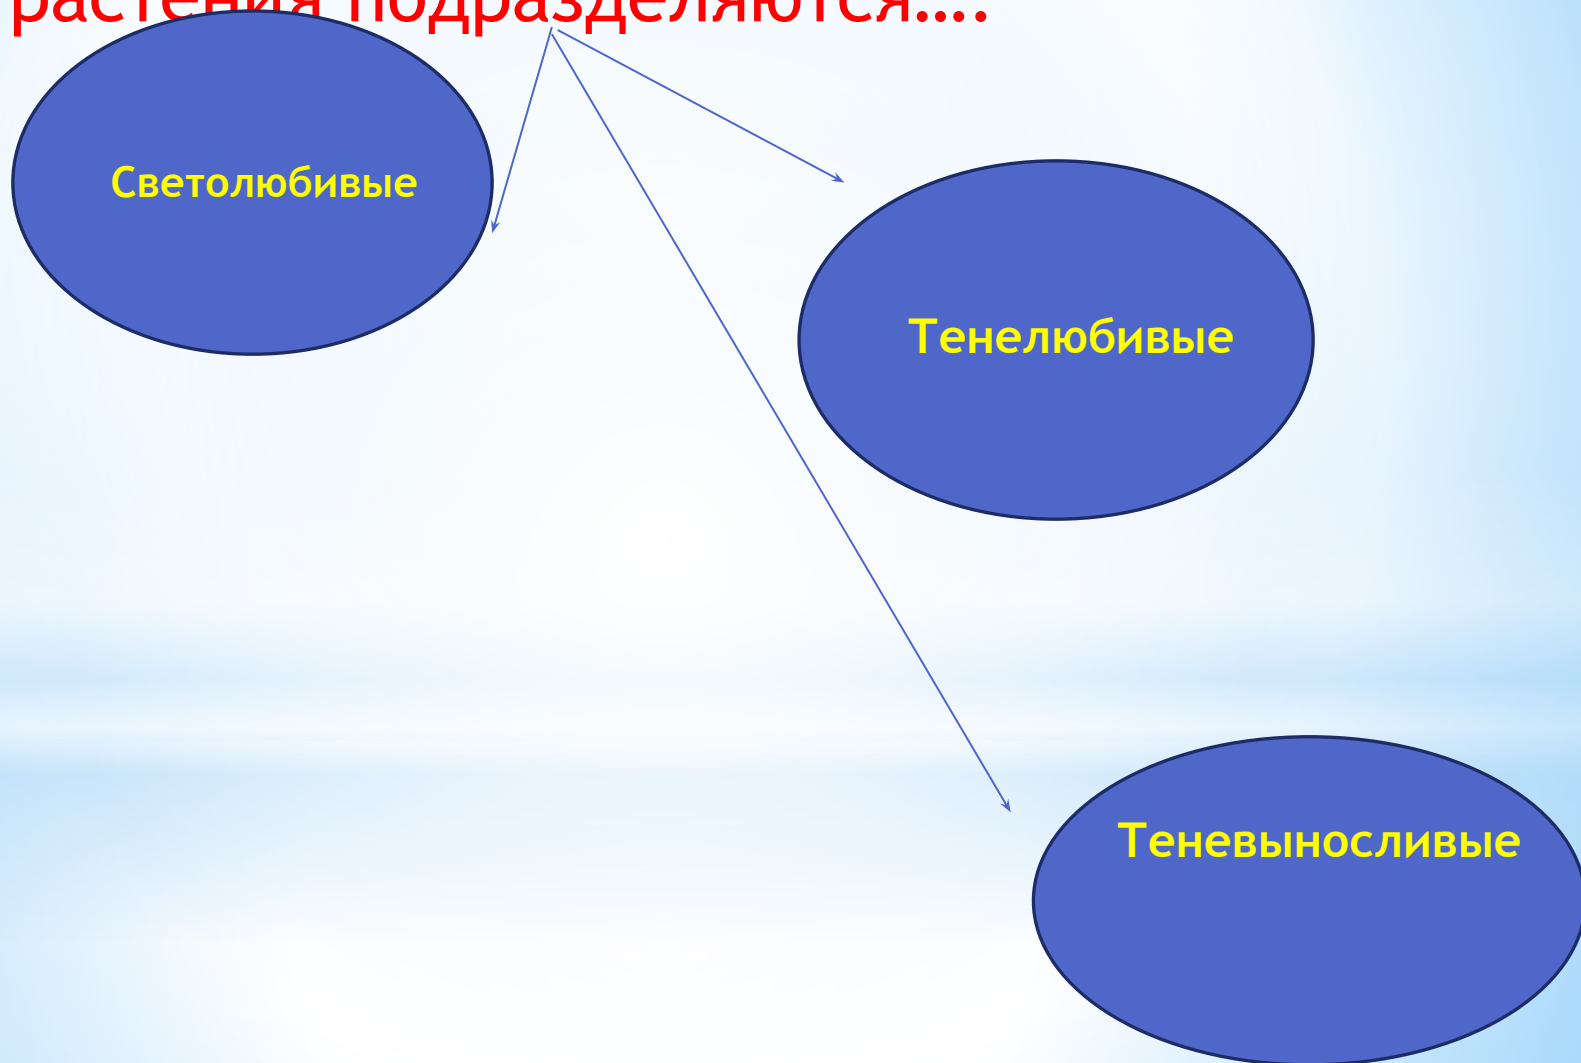 растения подразделяются....
Светолюбивые
Тенелюбивые
Теневыносливые